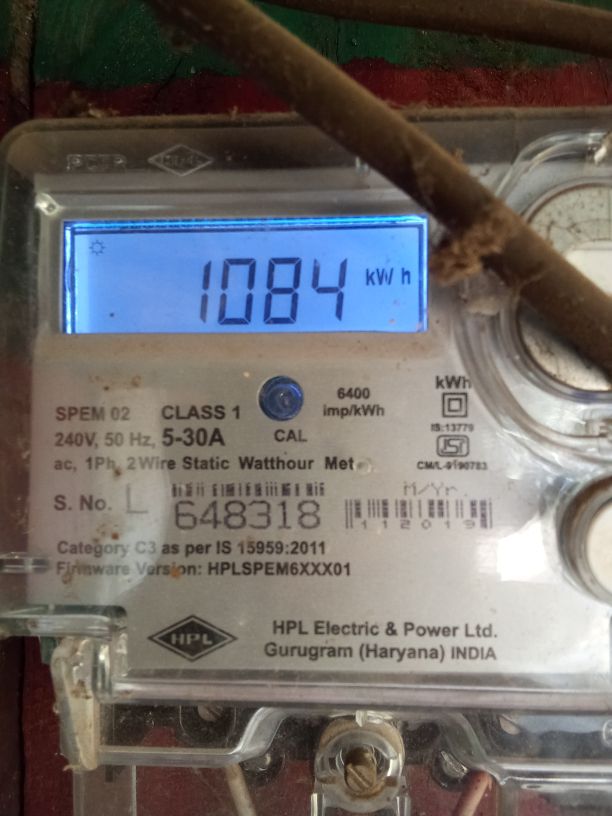 HPL
1084 kWh
SPEM 02 CLASS 1
6400 imp/kWh
kWh
240V, 50 Hz, 5-30A
CAL
IS:13779
ac, 1Ph, 2Wire Static Watthour Met
CM/L-9190783
S. No. L 648318
M/Yr.
112019
Category C3 as per IS 15959:2011
Firmware Version: HPLSPEM6XXX01
HPL
HPL Electric & Power Ltd.
Gurugram (Haryana) INDIA